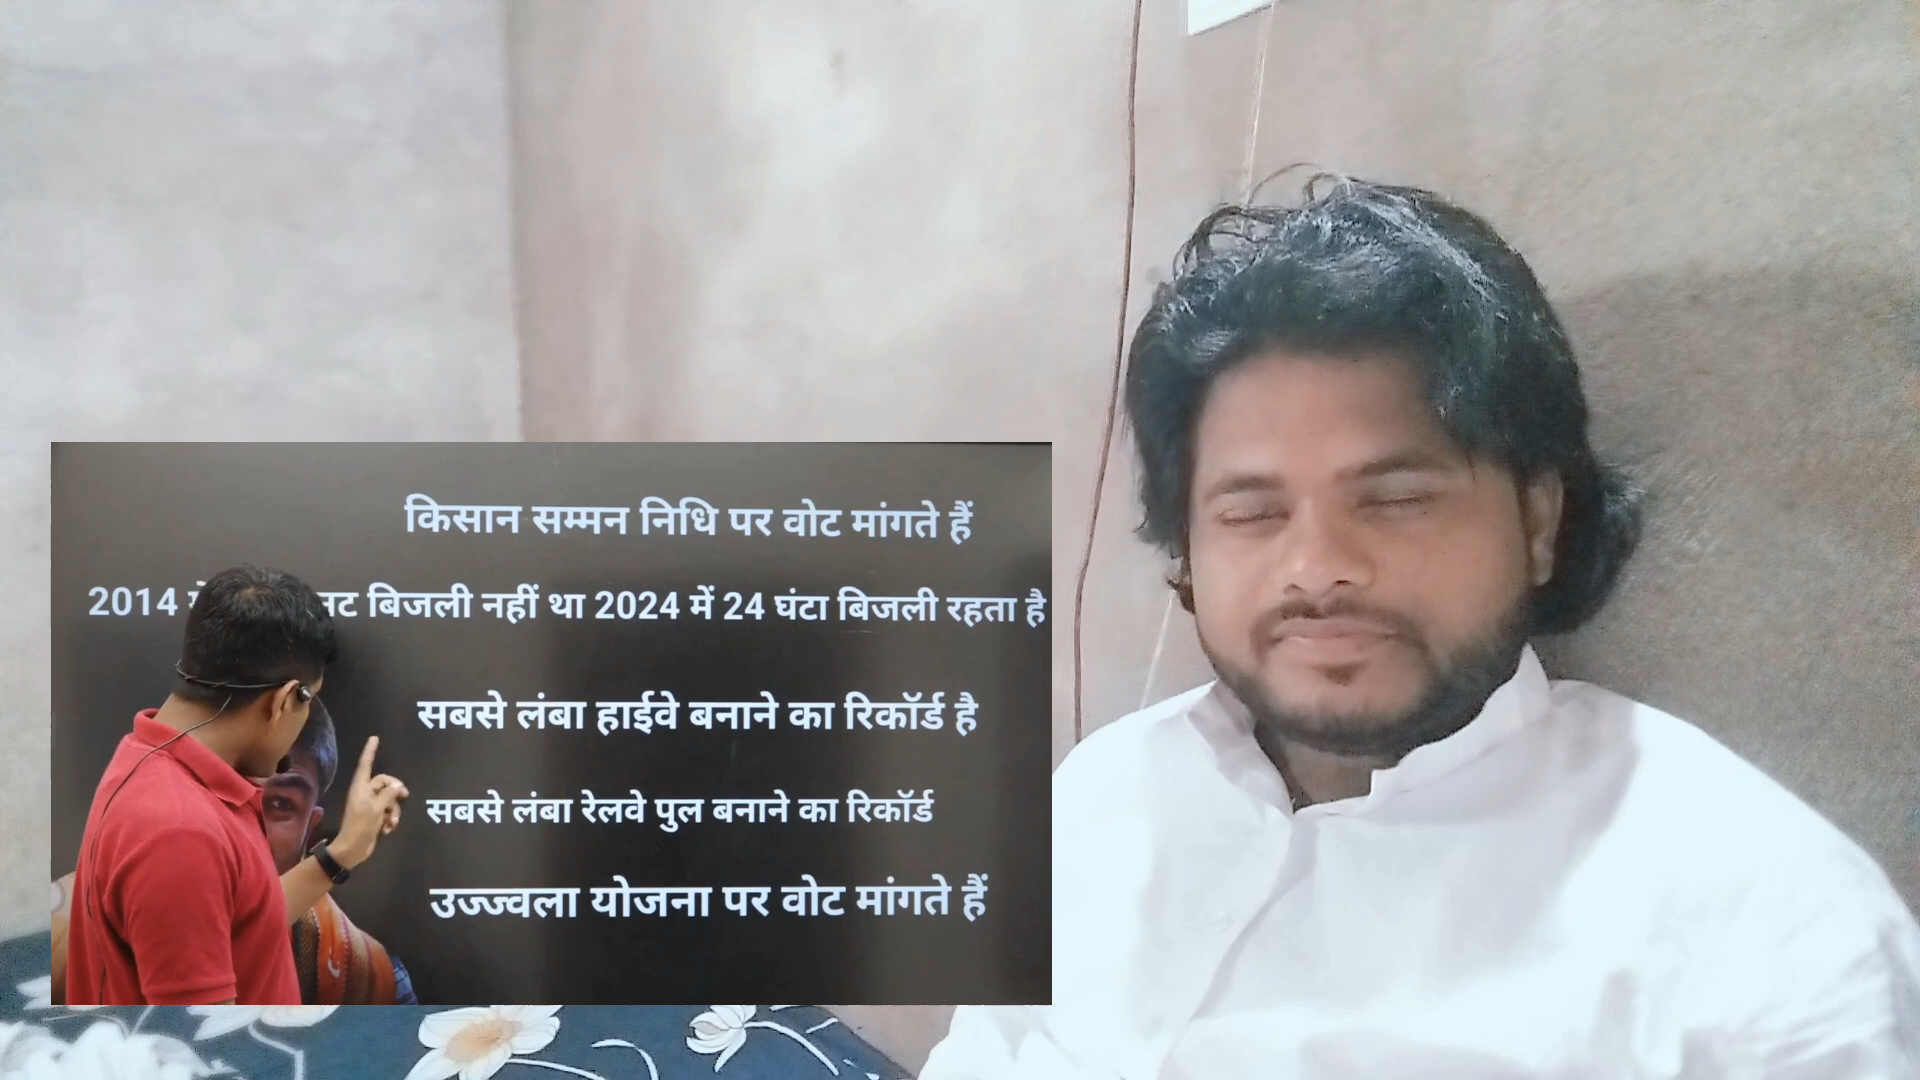 किसान सम्मन निधि पर वोट मांगते हैं
2014 बिजली नहीं था 2024 में 24 घंटा बिजली रहता है
सबसे लंबा हाईवे बनाने का रिकॉर्ड है
सबसे लंबा रेलवे पुल बनाने का रिकॉर्ड
उज्ज्वला योजना पर वोट मांगते हैं